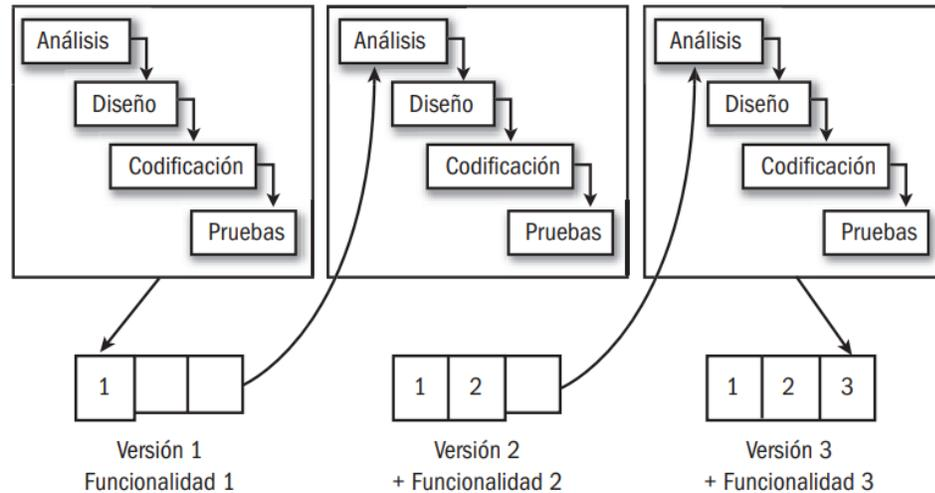 Análisis
Diseño
Codificación
Pruebas
Análisis
Diseño
Codificación
Pruebas
Análisis
Diseño
Codificación
Pruebas
1
1 2
1 2 3
Versión 1
Funcionalidad 1
Versión 2
+ Funcionalidad 2
Versión 3
+ Funcionalidad 3